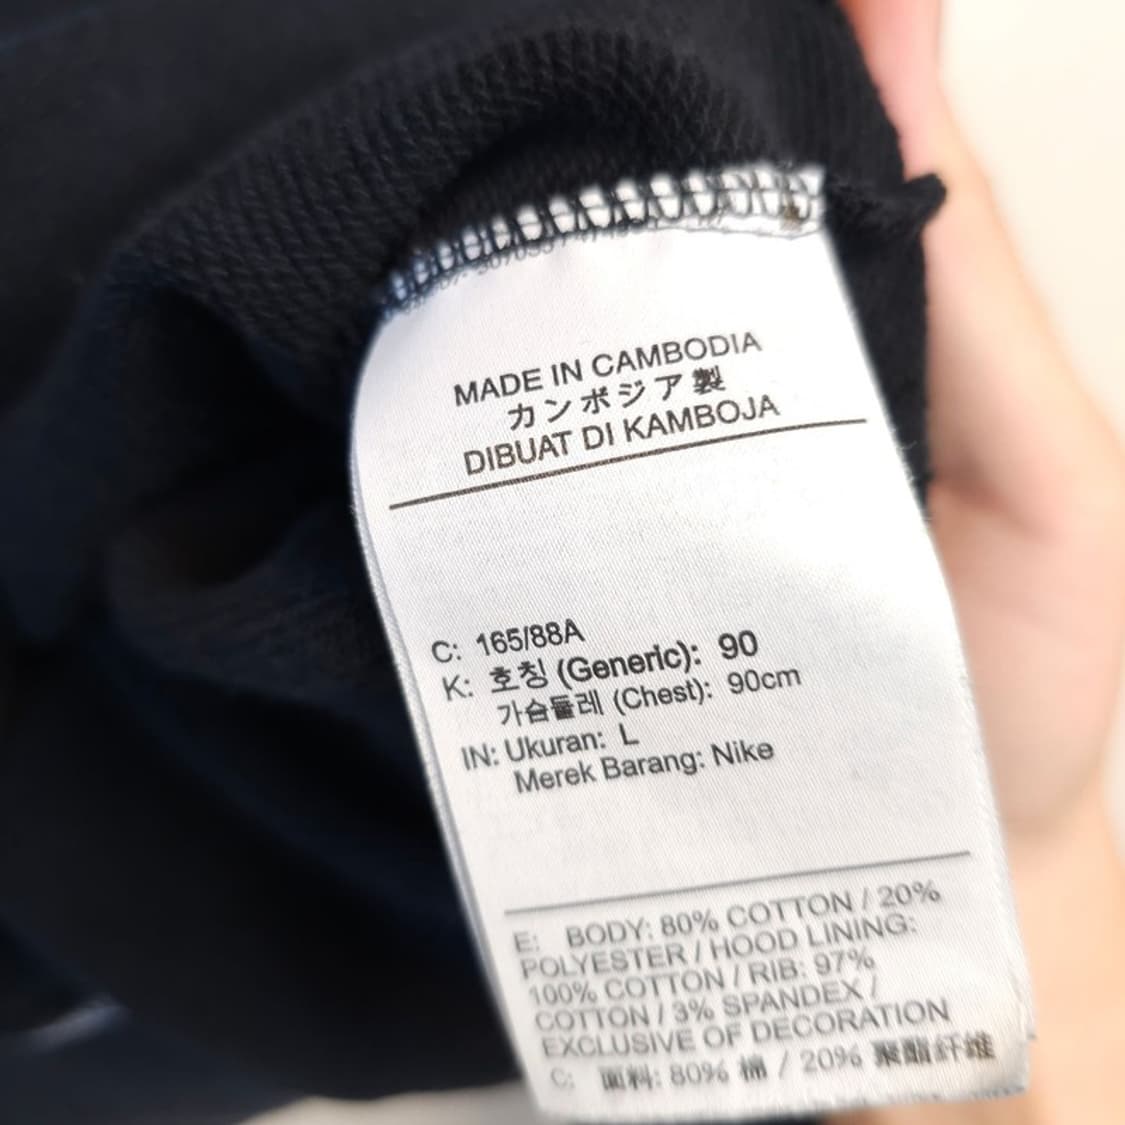 MADE IN CAMBODIA
カンボジア製
DIBUAT DI KAMBOJA
C: 165/88A
K: 호칭 (Generic): 90
가슴둘레 (Chest): 90cm
IN: Ukuran: L
Merek Barang: Nike
E: BODY: 80% COTTON / 20%
POLYESTER / HOOD LINING:
100% COTTON / RIB: 97%
COTTON / 3% SPANDEX /
EXCLUSIVE OF DECORATION
C: 面料: 80% 棉 / 20% 聚酯纤维